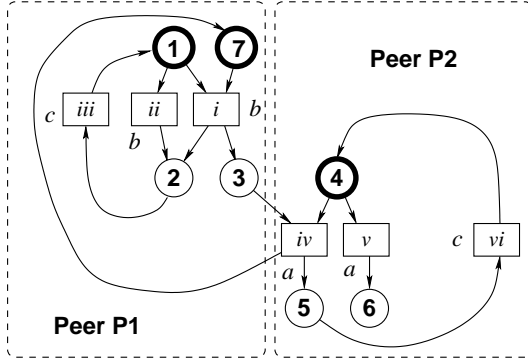 1 7
Peer P2
c iii ii i b
b
2 3 4
iv v c vi
a a
5 6
Peer P1